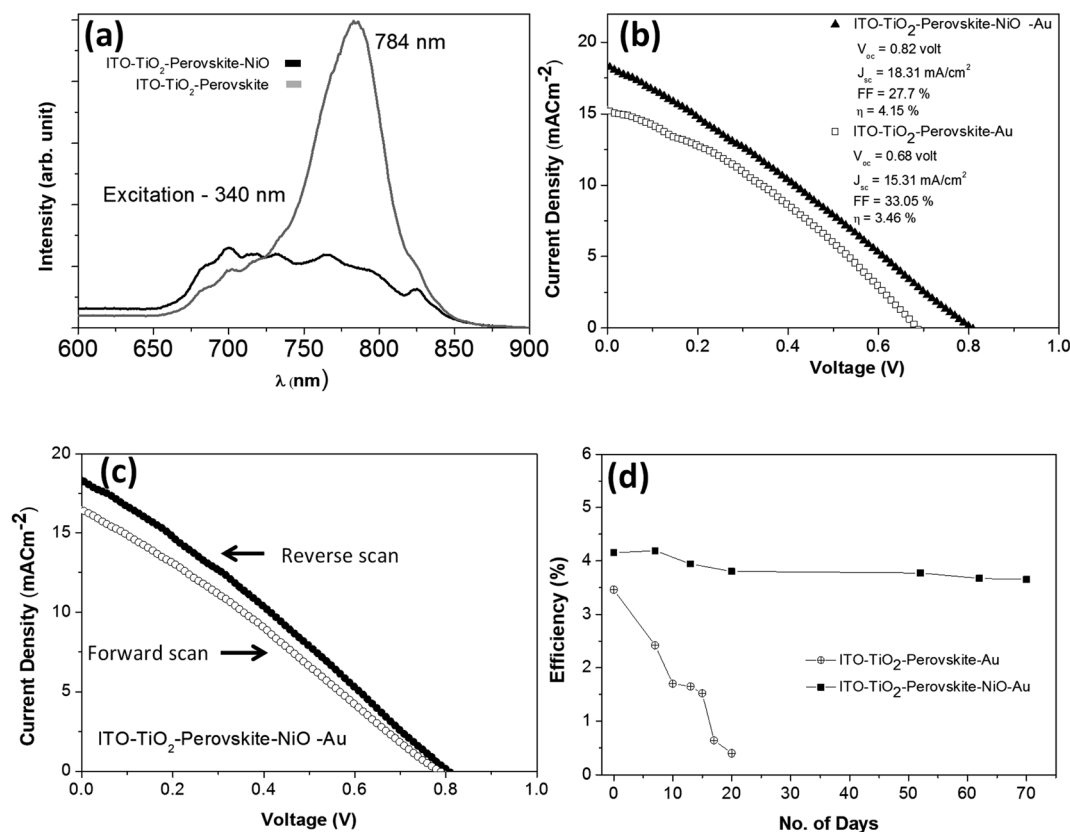 (a)
784 nm
ITO-TiO₂-Perovskite-NiO
ITO-TiO₂-Perovskite
Excitation - 340 nm
Intensity (arb. unit)
600 650 700 750 800 850 900
λ (nm)
(b)
ITO-TiO₂-Perovskite-NiO -Au
Voc = 0.82 volt
Jsc = 18.31 mA/cm²
FF = 27.7 %
η = 4.15 %
ITO-TiO₂-Perovskite-Au
Voc = 0.68 volt
Jsc = 15.31 mA/cm²
FF = 33.05 %
η = 3.46 %
Current Density (mACm⁻²)
20
15
10
5
0
0.0 0.2 0.4 0.6 0.8 1.0
Voltage (V)
(c)
Reverse scan
Forward scan
ITO-TiO₂-Perovskite-NiO -Au
Current Density (mACm⁻²)
20
15
10
5
0
0.0 0.2 0.4 0.6 0.8 1.0
Voltage (V)
(d)
ITO-TiO₂-Perovskite-Au
ITO-TiO₂-Perovskite-NiO-Au
Efficiency (%)
6
5
4
3
2
1
0
0 10 20 30 40 50 60 70
No. of Days